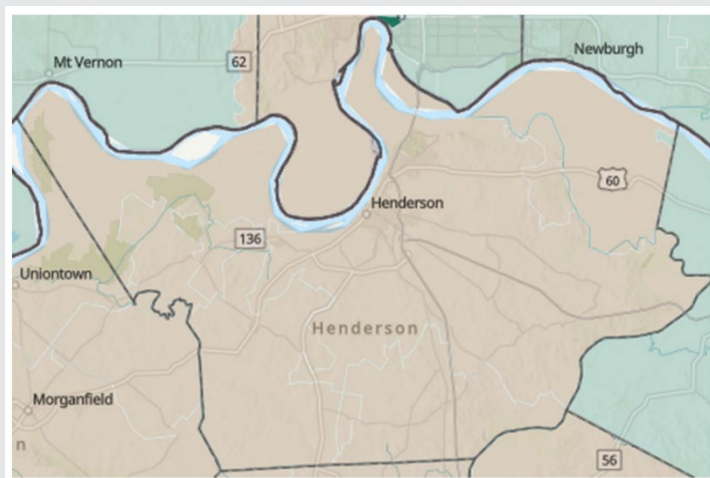 Mt Vernon
62
Newburgh
60
Henderson
136
Uniontown
Henderson
Morganfield
n
56